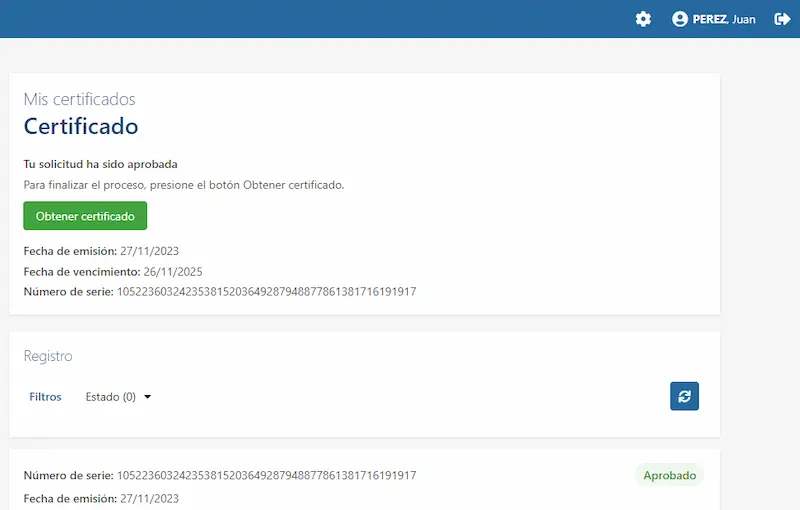 PEREZ, Juan
Mis certificados
Certificado
Tu solicitud ha sido aprobada
Para finalizar el proceso, presione el botón Obtener certificado.
Obtener certificado
Fecha de emisión: 27/11/2023
Fecha de vencimiento: 26/11/2025
Número de serie: 105223603242353815203649287948877861381716191917
Registro
Filtros Estado (0)
Número de serie: 105223603242353815203649287948877861381716191917 Aprobado
Fecha de emisión: 27/11/2023